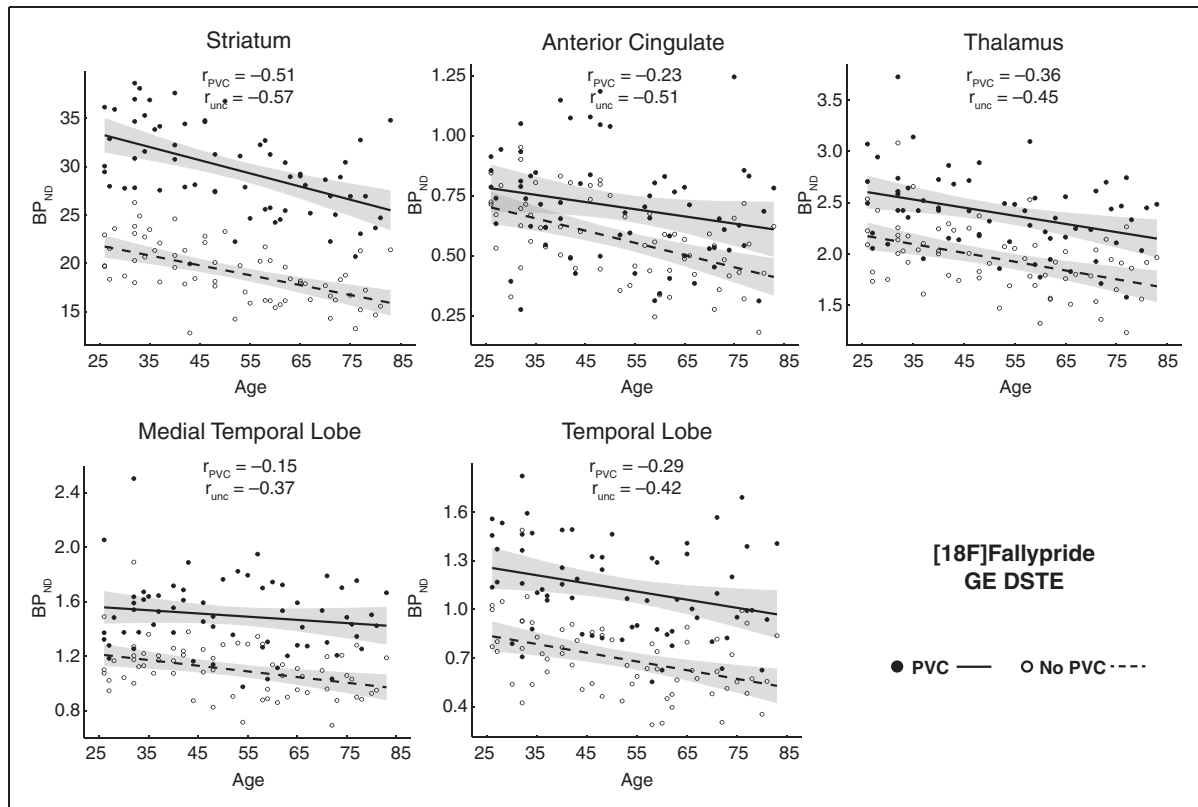 Striatum
r_PVC = –0.51
r_unc = –0.57
BP_ND
35
30
25
20
15
25 35 45 55 65 75 85
Age
Anterior Cingulate
r_PVC = –0.23
r_unc = –0.51
BP_ND
1.25
1.00
0.75
0.50
0.25
25 35 45 55 65 75 85
Age
Thalamus
r_PVC = –0.36
r_unc = –0.45
BP_ND
3.5
3.0
2.5
2.0
1.5
25 35 45 55 65 75 85
Age
Medial Temporal Lobe
r_PVC = –0.15
r_unc = –0.37
BP_ND
2.4
2.0
1.6
1.2
0.8
25 35 45 55 65 75 85
Age
Temporal Lobe
r_PVC = –0.29
r_unc = –0.42
BP_ND
1.6
1.3
1.0
0.7
0.4
25 35 45 55 65 75 85
Age
[18F]Fallypride
GE DSTE
PVC
No PVC